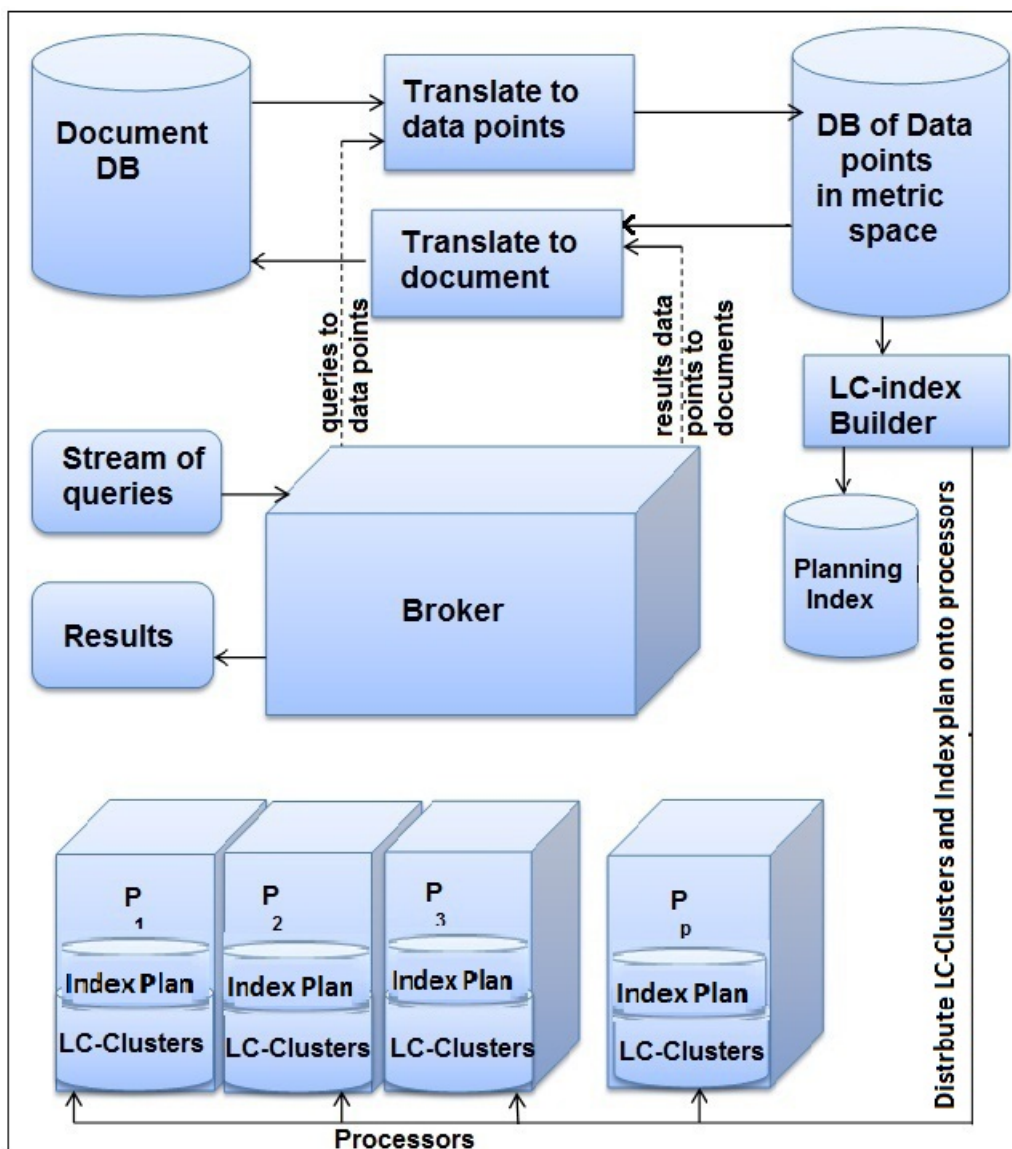 Document
DB
Translate to
data points
DB of Data
points
in metric
space
Translate to
document
queries to
data points
results data
points to
documents
LC-index
Builder
Stream of
queries
Planning
Index
Broker
Results
Distrbute LC-Clusters and Index plan onto processors
P
1
Index Plan
LC-Clusters
P
2
Index Plan
LC-Clusters
P
3
Index Plan
LC-Clusters
P
p
Index Plan
LC-Clusters
Processors